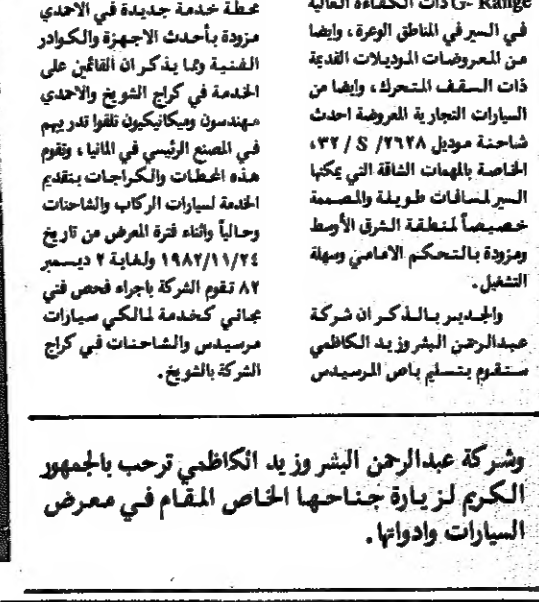 G- Range ذات الكفاءة العالية
في السير في المناطق الوعرة، وايضا
من المعروضات الموديلات القديمة
ذات السقف المتحرك، وايضا من
السيارات التجارية المعروضة احدث
شاحنة موديل ٢٦٢٨/ S / ٣٢،
الخاصة بالمهمات الشاقة التي يمكنها
السير لمسافات طويلة والمصممة
خصيصاً لمنطقة الشرق الأوسط
ومزودة بالتحكم الامامي وسهلة
التشغيل.
والجدير بالذكر ان شركة
عبدالرحمن البشر وزيد الكاظمي
ستقوم بتسليم باص المرسيدس
محطة خدمة جديدة في الاحمدي
مزودة بأحدث الاجهزة والكوادر
الفنية ومما يذكر ان القائمين على
الخدمة في كراج الشويخ والاحمدي
مهندسون وميكانيكيون تلقوا تدريبهم
في المصنع الرئيسي في المانيا، وتقوم
هذه المحطات والكراجات بتقديم
الخدمة لسيارات الركاب والشاحنات
وحالياً واثناء فترة المعرض من تاريخ
١٩٨٢/١١/٢٤ ولغاية ٢ ديسمبر
٨٢ تقوم الشركة باجراء فحص فني
مجاني كخدمة لمالكي سيارات
مرسيدس والشاحنات في كراج
الشركة بالشويخ.
وشركة عبدالرحمن البشر وزيد الكاظمي ترحب بالجمهور
الكريم لزيارة جناحها الخاص المقام في معرض
السيارات وادواتها.